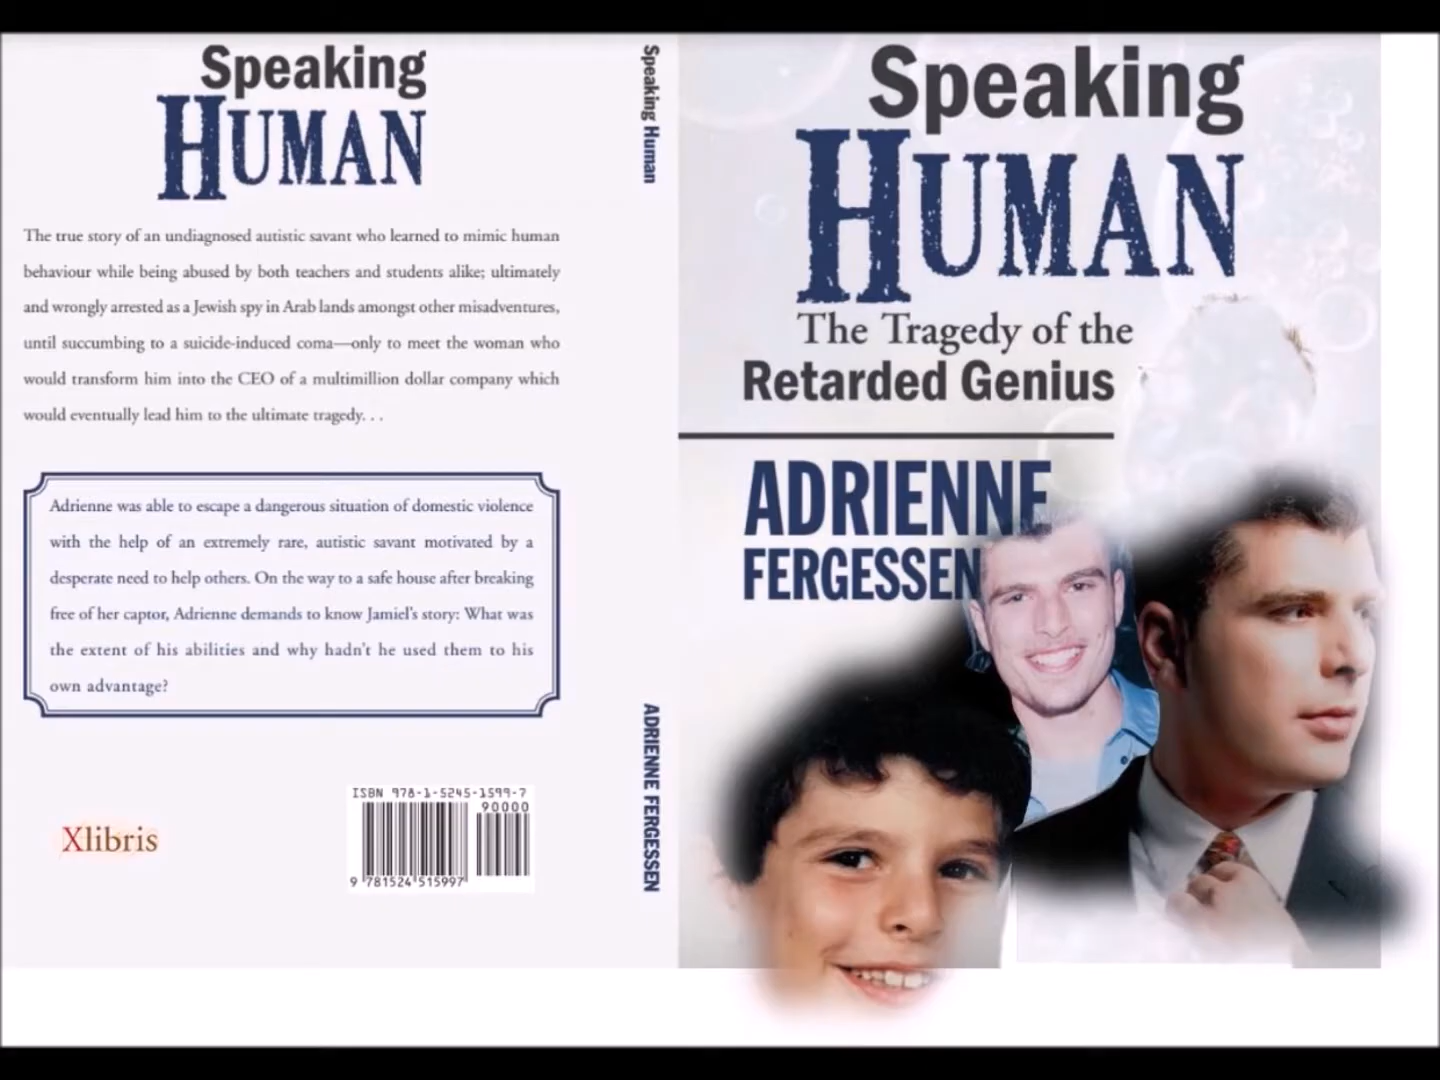 Speaking
HUMAN
The true story of an undiagnosed autistic savant who learned to mimic human
behaviour while being abused by both teachers and students alike; ultimately
and wrongly arrested as a Jewish spy in Arab lands amongst other misadventures,
until succumbing to a suicide-induced coma—only to meet the woman who
would transform him into the CEO of a multimillion dollar company which
would eventually lead him to the ultimate tragedy. . .
Adrienne was able to escape a dangerous situation of domestic violence
with the help of an extremely rare, autistic savant motivated by a
desperate need to help others. On the way to a safe house after breaking
free of her captor, Adrienne demands to know Jamiel's story: What was
the extent of his abilities and why hadn't he used them to his
own advantage?
Xlibris
ISBN 978-1-5245-1599-7
90000
9 781524 515997
Speaking Human
ADRIENNE FERGESSEN
Speaking
HUMAN
The Tragedy of the
Retarded Genius
ADRIENNE
FERGESSEN